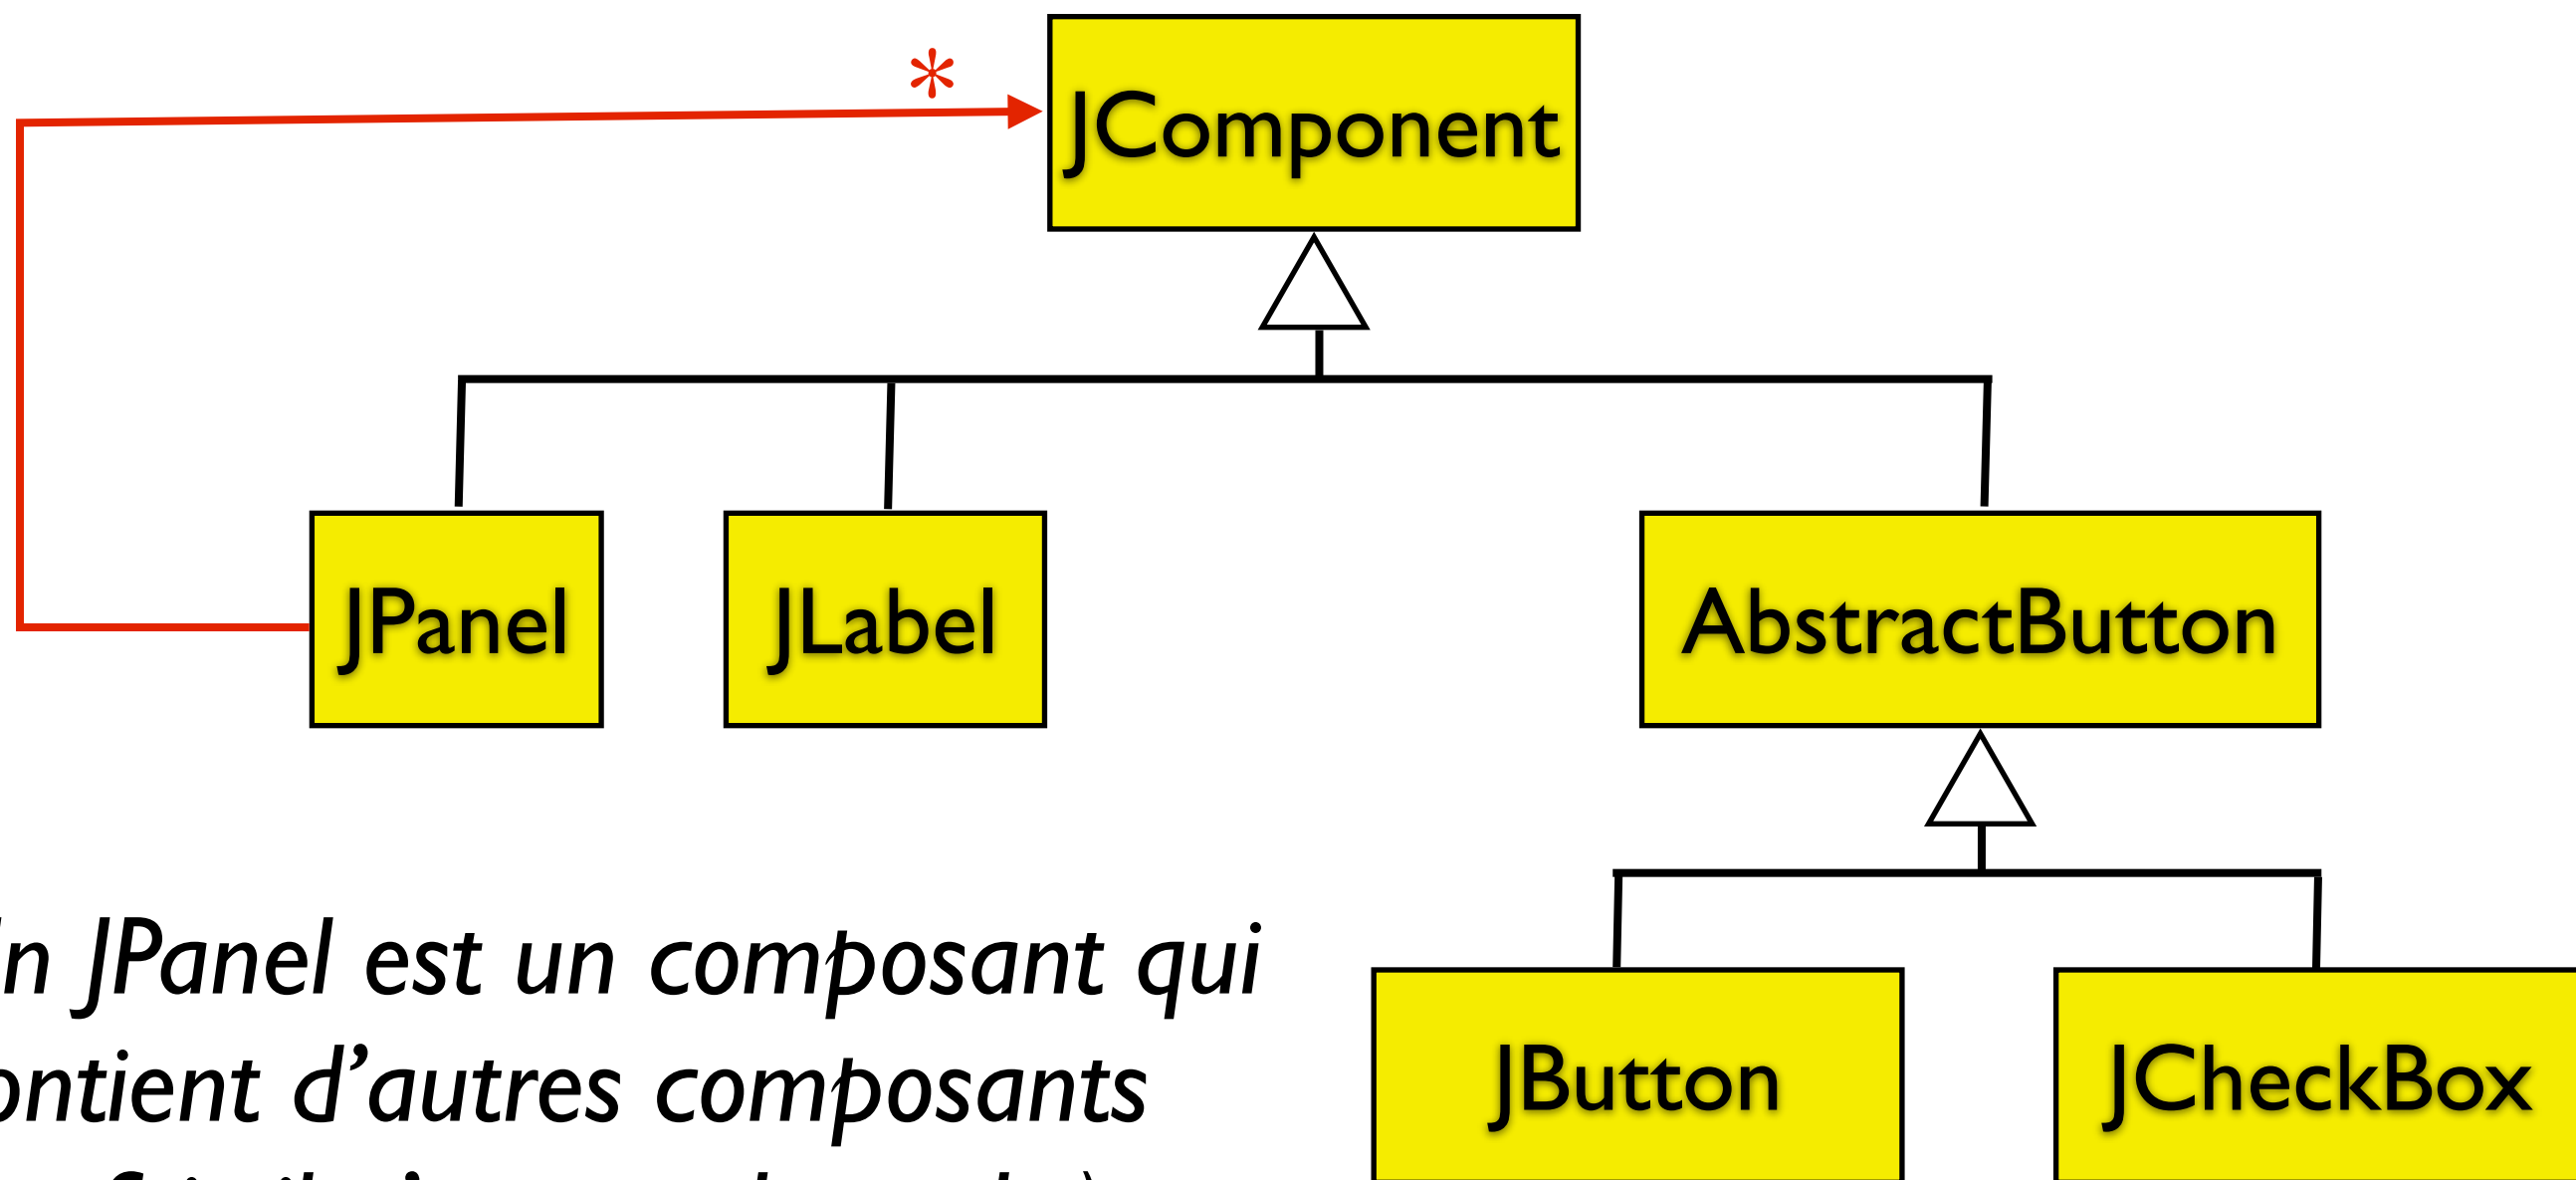 *
JComponent
JPanel
JLabel
AbstractButton
JPanel est un composant qui
d’autres composants
JButton
JCheckBox